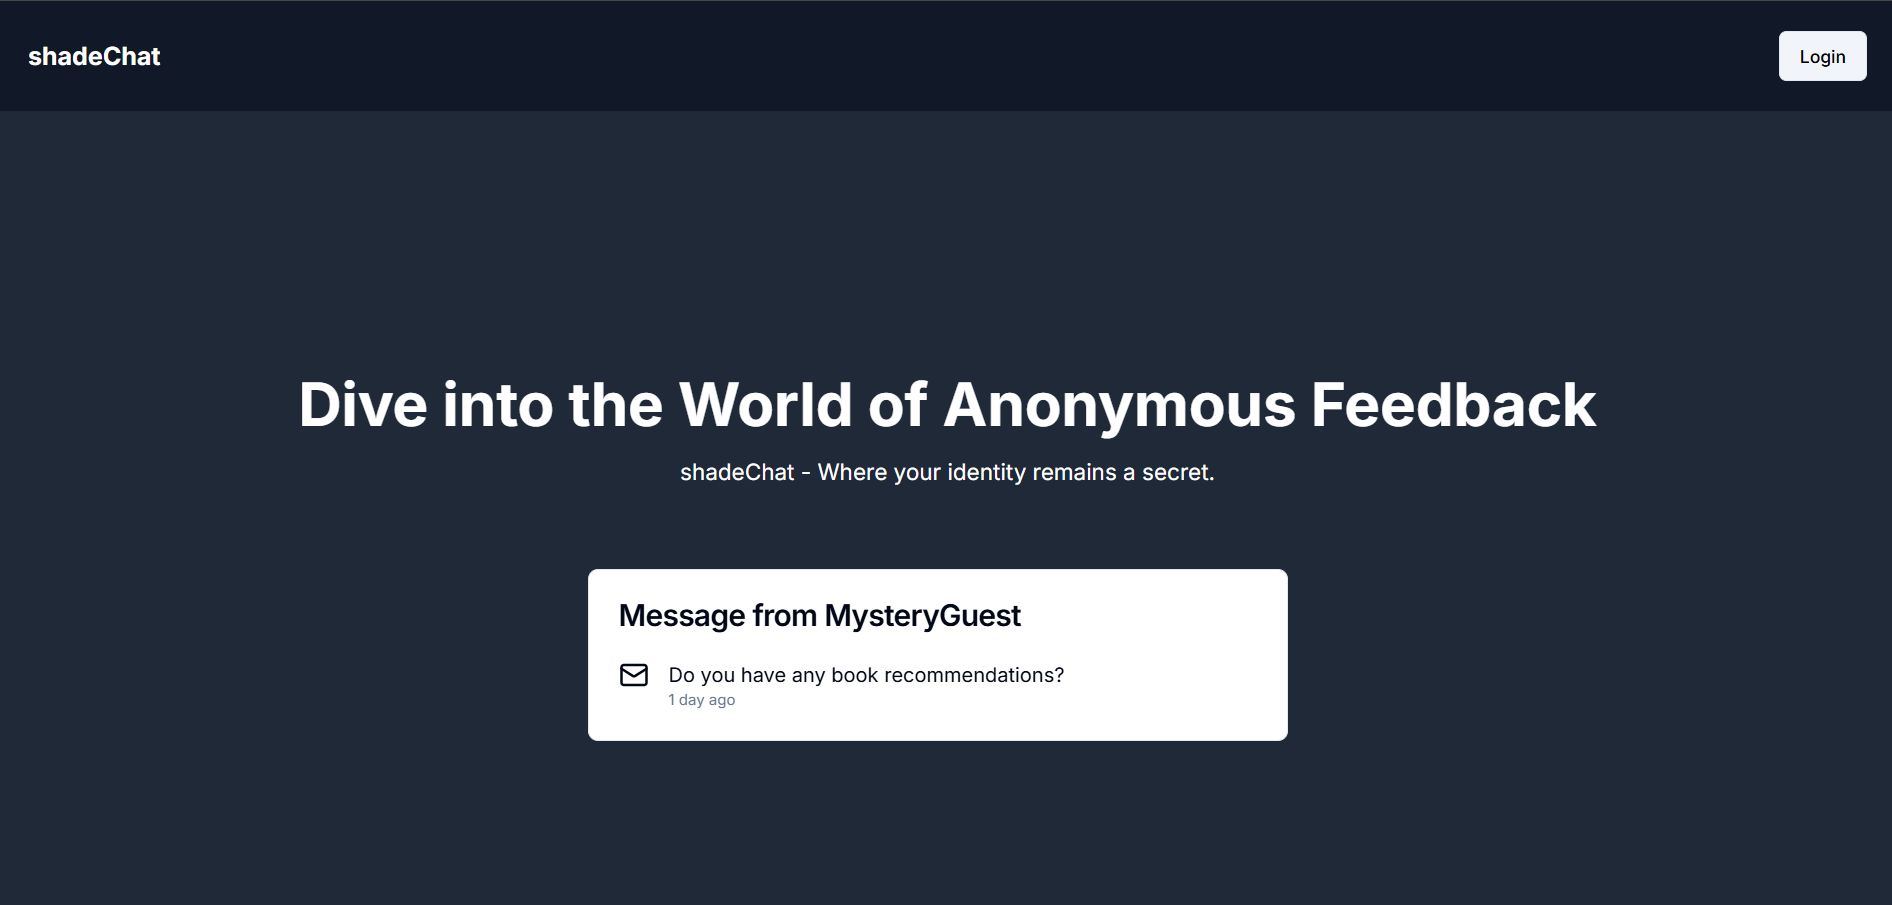 shadeChat
Login
Dive into the World of Anonymous Feedback
shadeChat - Where your identity remains a secret.
Message from MysteryGuest
Do you have any book recommendations?
1 day ago